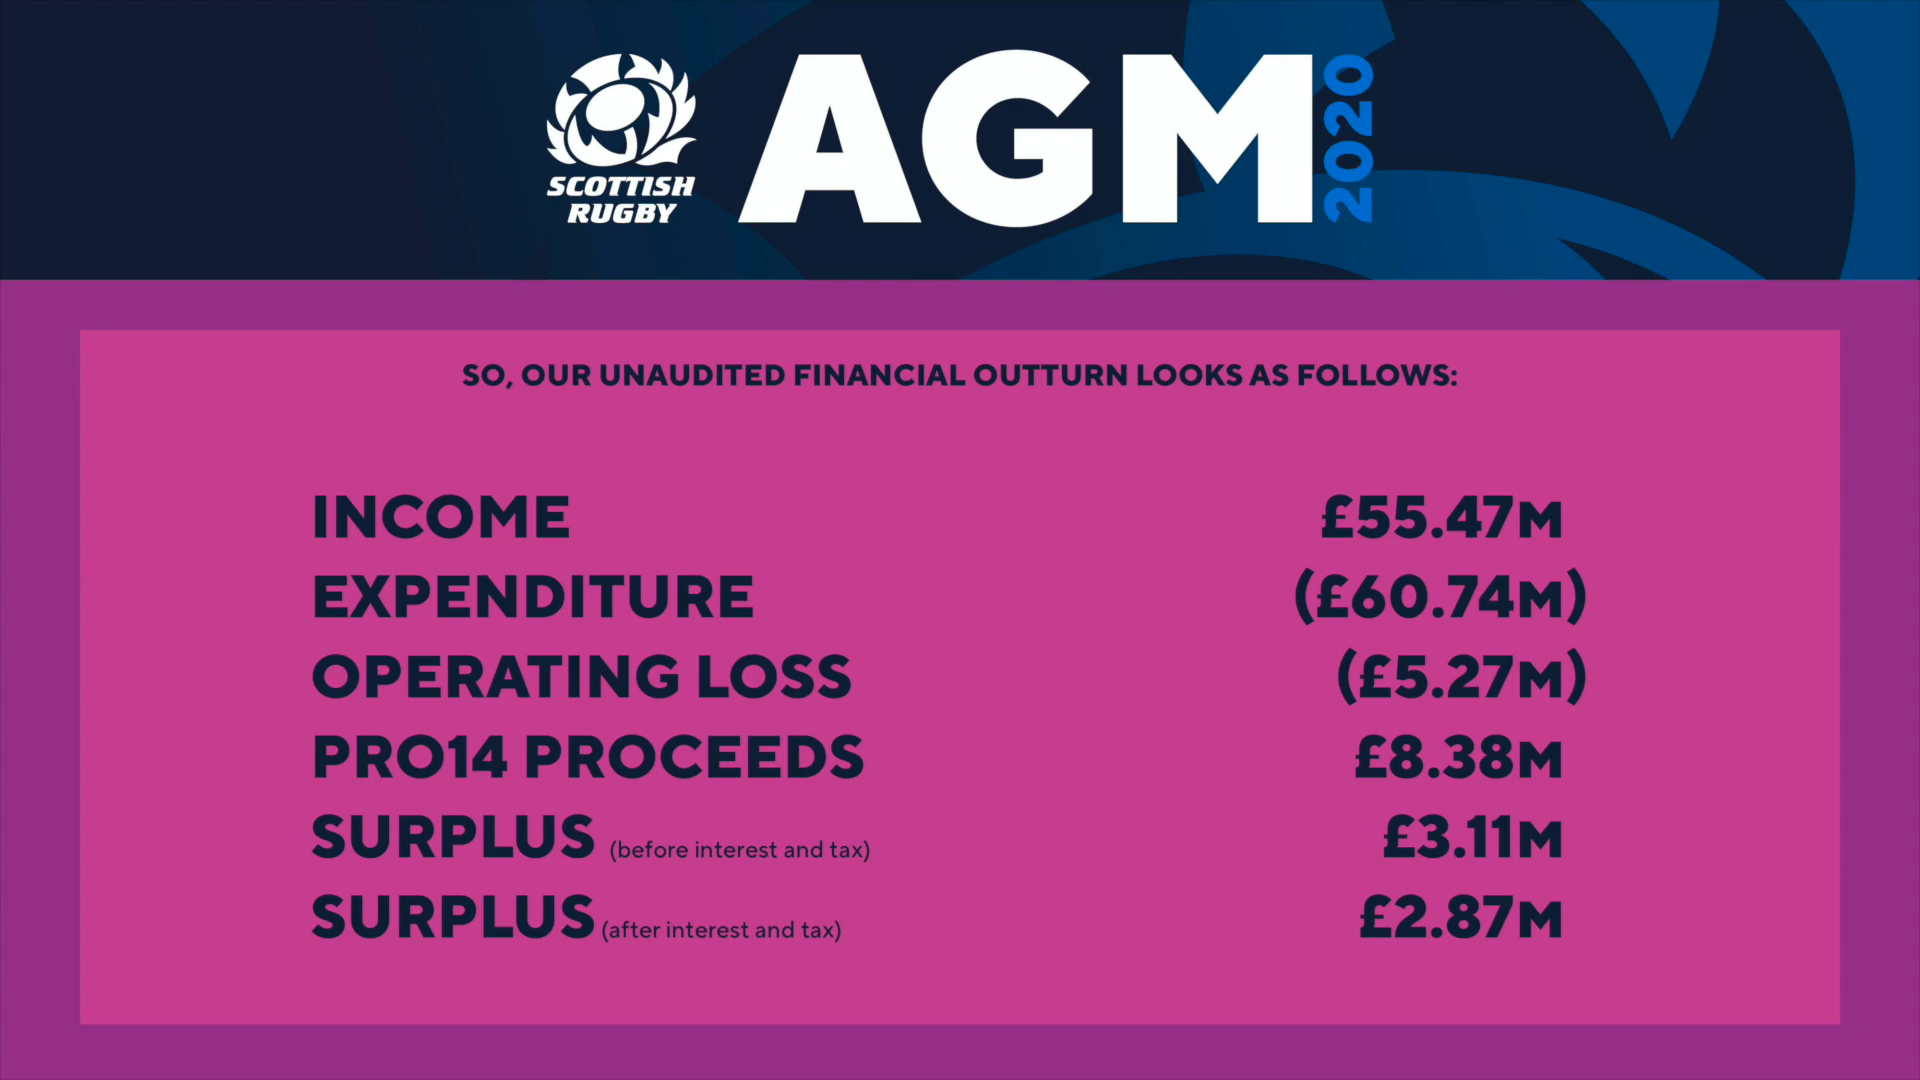 SCOTTISH
RUGBY
AGM
2020
SO, OUR UNAUDITED FINANCIAL OUTTURN LOOKS AS FOLLOWS:
INCOME £55.47M
EXPENDITURE (£60.74M)
OPERATING LOSS (£5.27M)
PRO14 PROCEEDS £8.38M
SURPLUS (before interest and tax) £3.11M
SURPLUS (after interest and tax) £2.87M